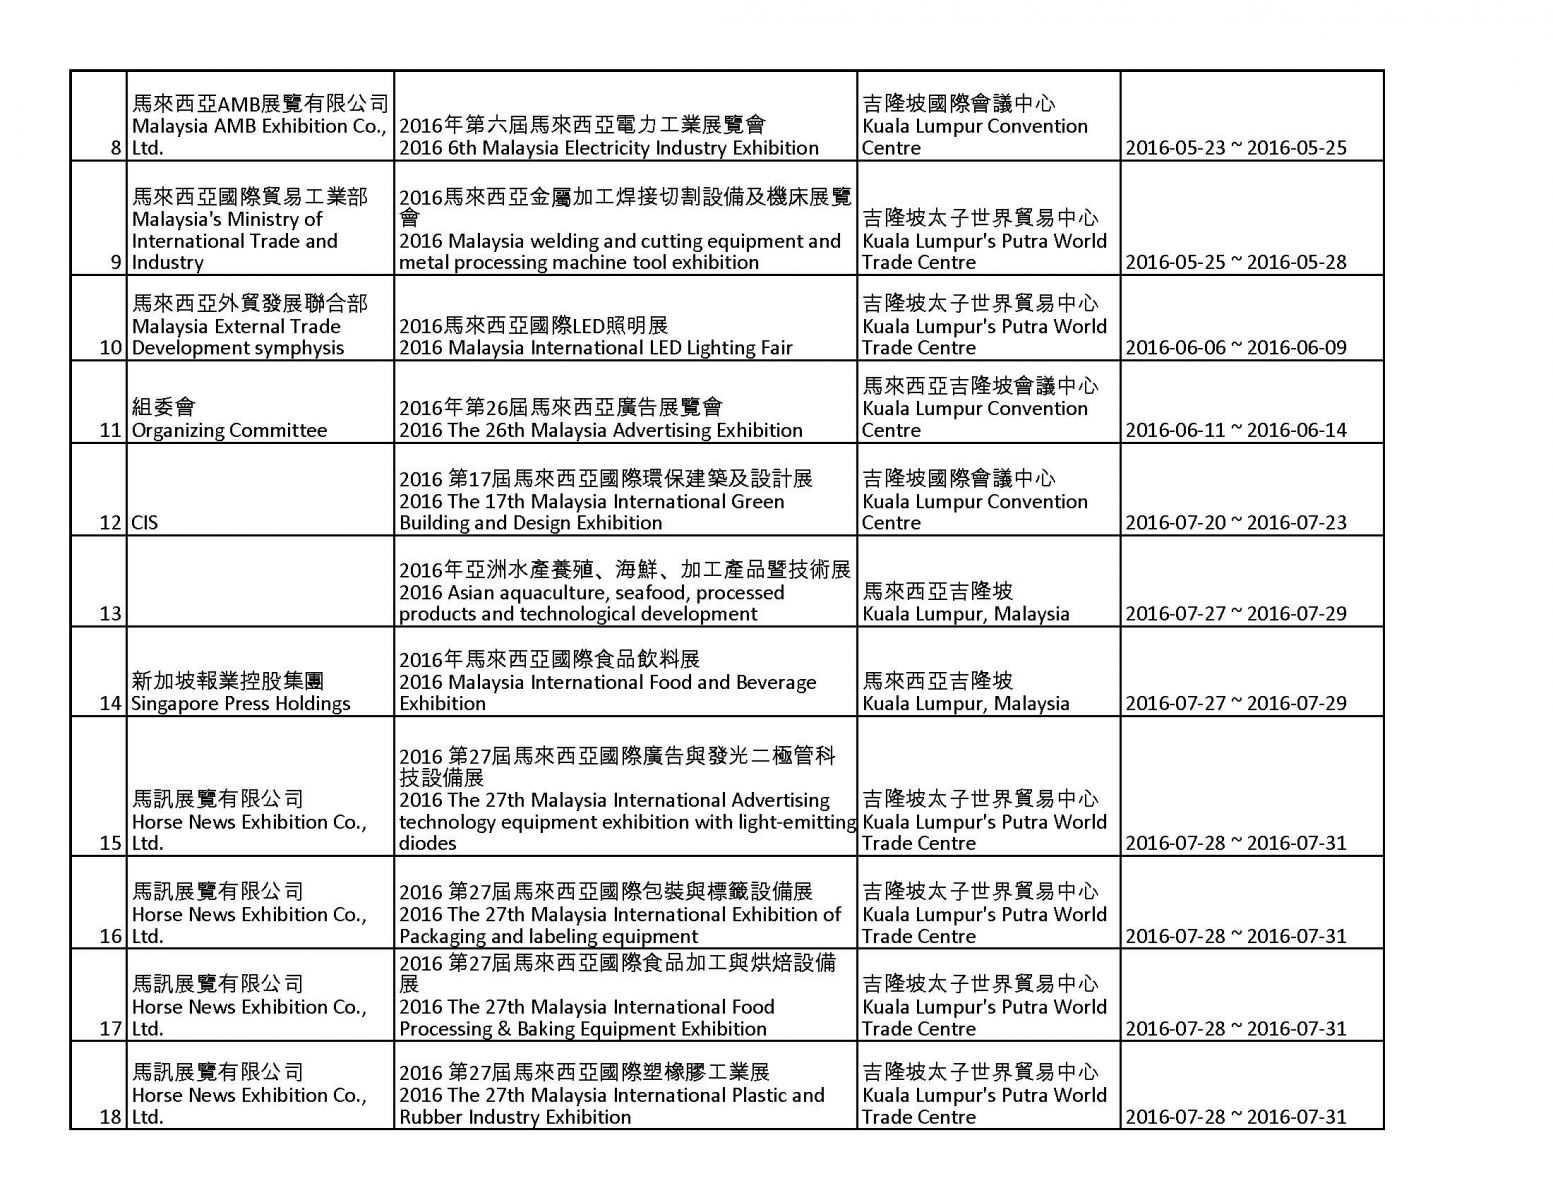 8
馬來西亞AMB展覽有限公司
Malaysia AMB Exhibition Co.,
Ltd.
2016年第六屆馬來西亞電力工業展覽會
2016 6th Malaysia Electricity Industry Exhibition
吉隆坡國際會議中心
Kuala Lumpur Convention
Centre
2016-05-23 ~ 2016-05-25
9
馬來西亞國際貿易工業部
Malaysia's Ministry of
International Trade and
Industry
2016馬來西亞金屬加工焊接切割設備及機床展覽
會
2016 Malaysia welding and cutting equipment and
metal processing machine tool exhibition
吉隆坡太子世界貿易中心
Kuala Lumpur's Putra World
Trade Centre
2016-05-25 ~ 2016-05-28
10
馬來西亞外貿發展聯合部
Malaysia External Trade
Development symphysis
2016馬來西亞國際LED照明展
2016 Malaysia International LED Lighting Fair
吉隆坡太子世界貿易中心
Kuala Lumpur's Putra World
Trade Centre
2016-06-06 ~ 2016-06-09
11
組委會
Organizing Committee
2016年第26屆馬來西亞廣告展覽會
2016 The 26th Malaysia Advertising Exhibition
馬來西亞吉隆坡會議中心
Kuala Lumpur Convention
Centre
2016-06-11 ~ 2016-06-14
12
CIS
2016 第17屆馬來西亞國際環保建築及設計展
2016 The 17th Malaysia International Green
Building and Design Exhibition
吉隆坡國際會議中心
Kuala Lumpur Convention
Centre
2016-07-20 ~ 2016-07-23
13
2016年亞洲水產養殖、海鮮、加工產品暨技術展
2016 Asian aquaculture, seafood, processed
products and technological development
馬來西亞吉隆坡
Kuala Lumpur, Malaysia
2016-07-27 ~ 2016-07-29
14
新加坡報業控股集團
Singapore Press Holdings
2016年馬來西亞國際食品飲料展
2016 Malaysia International Food and Beverage
Exhibition
馬來西亞吉隆坡
Kuala Lumpur, Malaysia
2016-07-27 ~ 2016-07-29
15
馬訊展覽有限公司
Horse News Exhibition Co.,
Ltd.
2016 第27屆馬來西亞國際廣告與發光二極管科
技設備展
2016 The 27th Malaysia International Advertising
technology equipment exhibition with light-emitting
diodes
吉隆坡太子世界貿易中心
Kuala Lumpur's Putra World
Trade Centre
2016-07-28 ~ 2016-07-31
16
馬訊展覽有限公司
Horse News Exhibition Co.,
Ltd.
2016 第27屆馬來西亞國際包裝與標籤設備展
2016 The 27th Malaysia International Exhibition of
Packaging and labeling equipment
吉隆坡太子世界貿易中心
Kuala Lumpur's Putra World
Trade Centre
2016-07-28 ~ 2016-07-31
17
馬訊展覽有限公司
Horse News Exhibition Co.,
Ltd.
2016 第27屆馬來西亞國際食品加工與烘焙設備
展
2016 The 27th Malaysia International Food
Processing & Baking Equipment Exhibition
吉隆坡太子世界貿易中心
Kuala Lumpur's Putra World
Trade Centre
2016-07-28 ~ 2016-07-31
18
馬訊展覽有限公司
Horse News Exhibition Co.,
Ltd.
2016 第27屆馬來西亞國際塑橡膠工業展
2016 The 27th Malaysia International Plastic and
Rubber Industry Exhibition
吉隆坡太子世界貿易中心
Kuala Lumpur's Putra World
Trade Centre
2016-07-28 ~ 2016-07-31